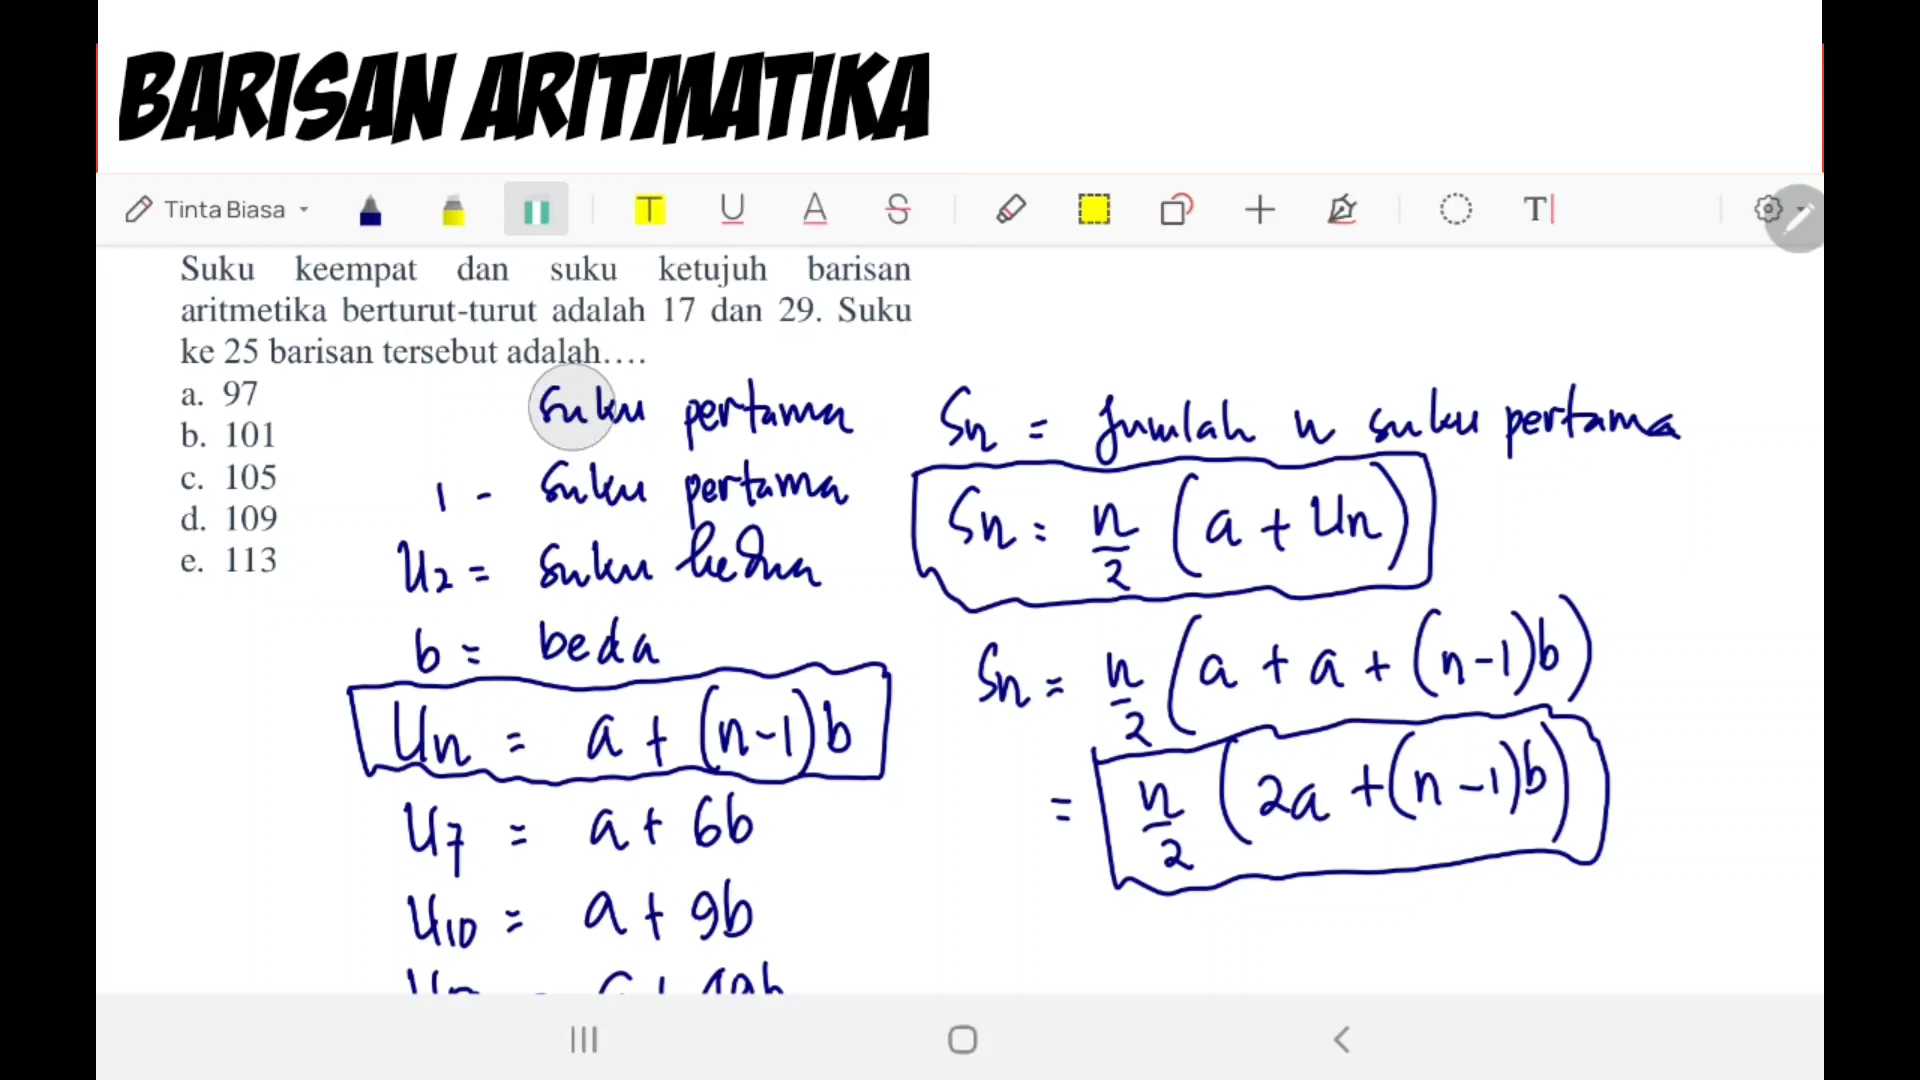 BARISAN ARITMATIKA
Tinta Biasa
Suku keempat dan suku ketujuh barisan
aritmetika berturut-turut adalah 17 dan 29. Suku
ke 25 barisan tersebut adalah....
a. 97
b. 101
c. 105
d. 109
e. 113
suku pertama
1 - suku pertama
U2 = suku kedua
b = beda
Un = a + (n-1)b
U7 = a + 6b
U10 = a + 9b
Sn = jumlah n suku pertama
Sn = n/2 (a + Un)
Sn = n/2 (a + a + (n-1)b)
= n/2 (2a + (n-1)b)